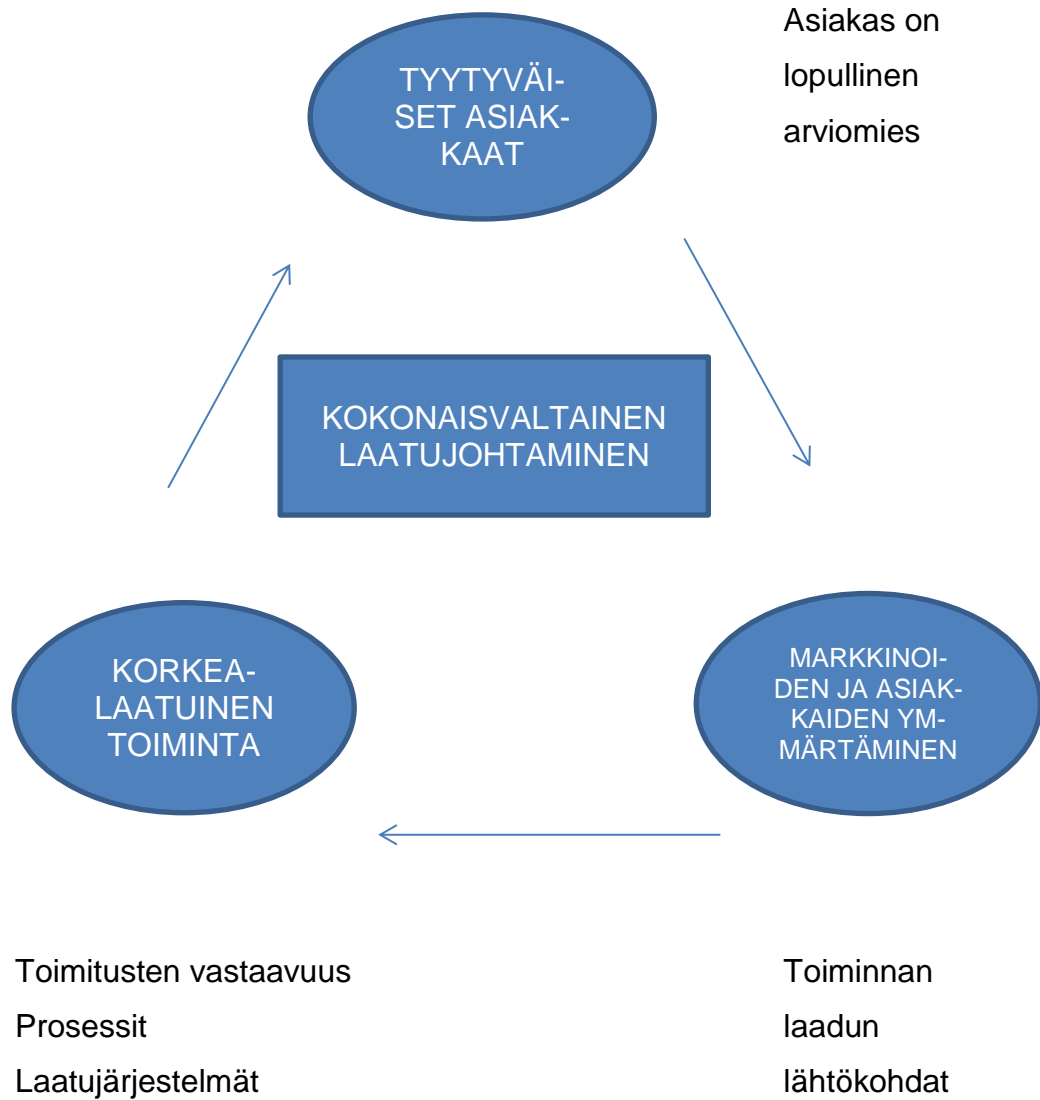 Asiakas on
lopullinen
arviomies
TYYTYVÄI-
SET ASIAK-
KAAT
KOKONAISVALTAINEN
LAATUJOHTAMINEN
KORKEA-
LAATUINEN
TOIMINTA
MARKKINOI-
DEN JA ASIAK-
KAIDEN YM-
MÄRTÄMINEN
Toimitusten vastaavuus
Prosessit
Laatujärjestelmät
Toiminnan
laadun
lähtökohdat